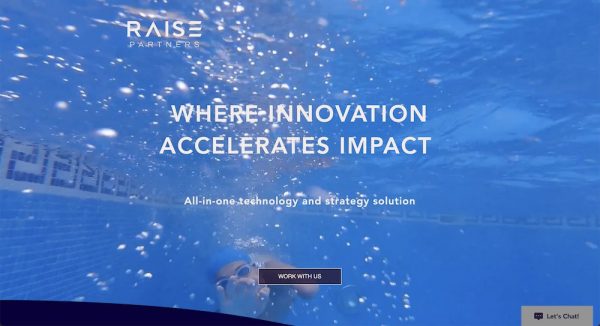 RAISE
PARTNERS
WHERE INNOVATION
ACCELERATES IMPACT
All-in-one technology and strategy solution
WORK WITH US
Let's Chat!